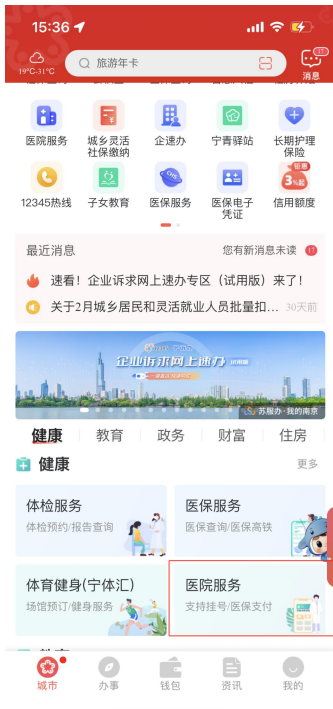 15:36
19°C-31°C
旅游年卡
消息
医院服务
城乡灵活
社保缴纳
企速办
宁青驿站
长期护理
保险
钜惠
3%起
12345热线
子女教育
医保服务
医保电子
凭证
信用额度
最近消息
您有新消息未读 17
速看！企业诉求网上速办专区（试用版）来了！
关于2月城乡居民和灵活就业人员批量扣... 30天前
企业诉求网上速办 试用版
苏服办·我的南京
健康
教育
政务
财富
住房
健康
更多
体检服务
体检预约/报告查询
医保服务
医保查询/医保高铁
体育健身(宁体汇)
场馆预订/健身服务
医院服务
支持挂号/医保支付
城市
办事
钱包
资讯
我的